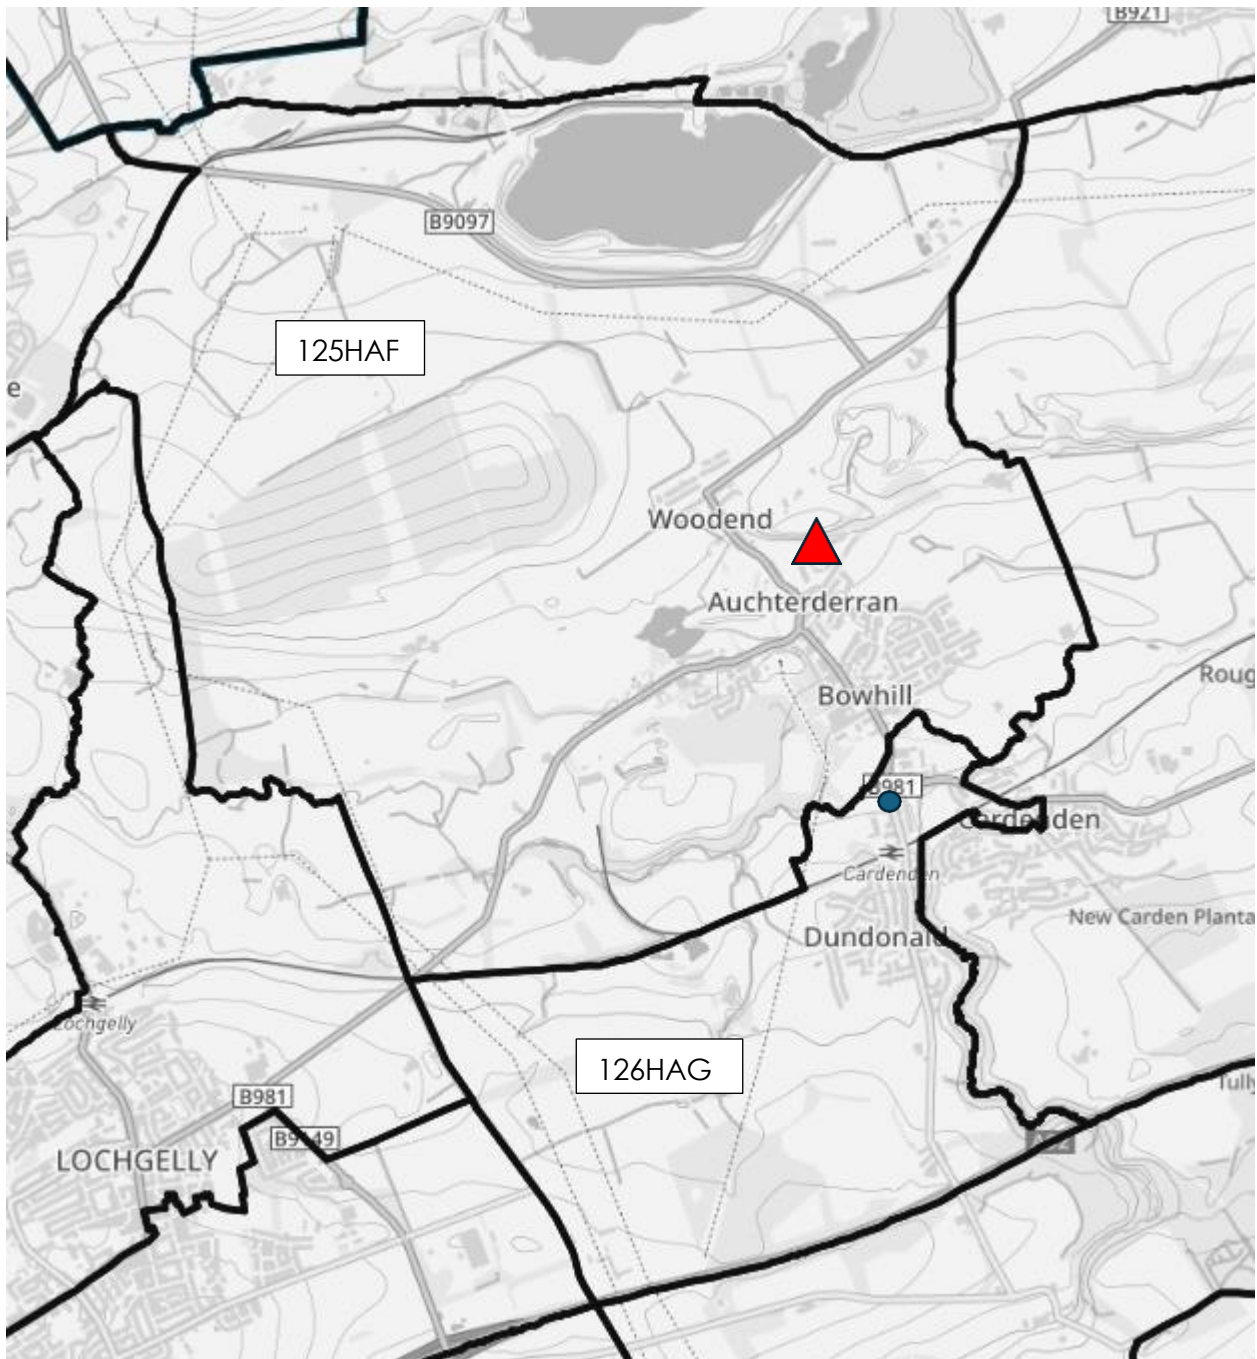 B921
B9097
125HAF
e
Woodend
Auchterderran
Roug
Bowhill
B981
Cardenden
Cardenden
New Carden Planta
Dundonald
Lochgelly
126HAG
Tully
B981
B9149
LOCHGELLY